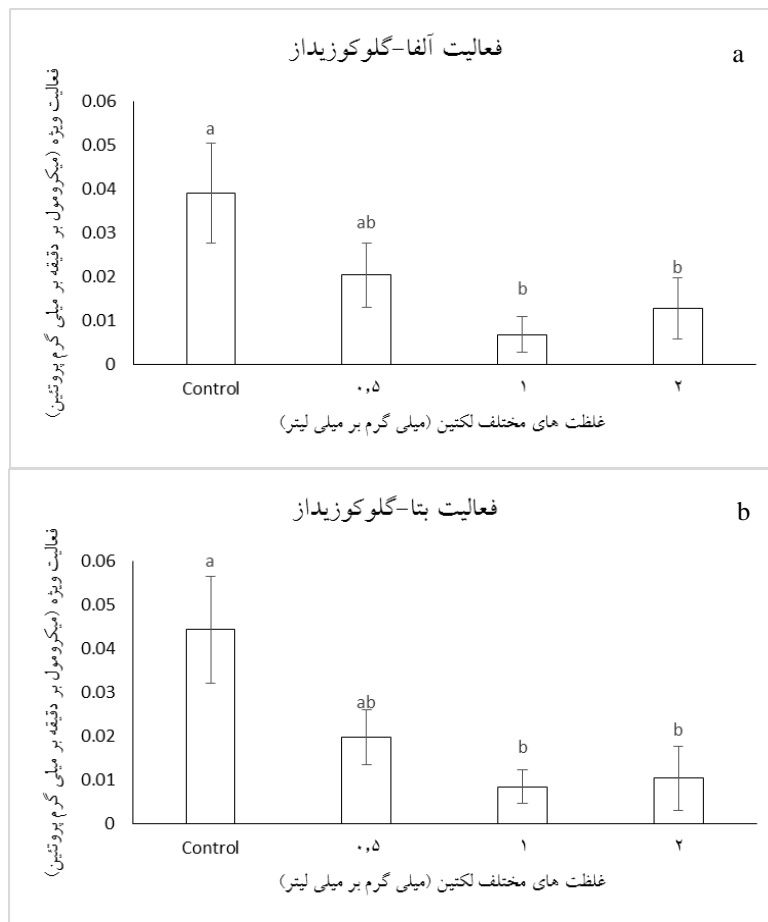 فعالیت آلفا-گلوکوزیداز
a
فعالیت ویژه (میکرومول بر دقیقه بر میلی گرم پروتئین)
0.06
0.05
0.04
0.03
0.02
0.01
0
a
ab
b
b
Control
۰٫۵
۱
۲
غلظت های مختلف لکتین (میلی گرم بر میلی لیتر)
فعالیت بتا-گلوکوزیداز
b
فعالیت ویژه (میکرومول بر دقیقه بر میلی گرم پروتئین)
0.06
0.05
0.04
0.03
0.02
0.01
0
a
ab
b
b
Control
۰٫۵
۱
۲
غلظت های مختلف لکتین (میلی گرم بر میلی لیتر)